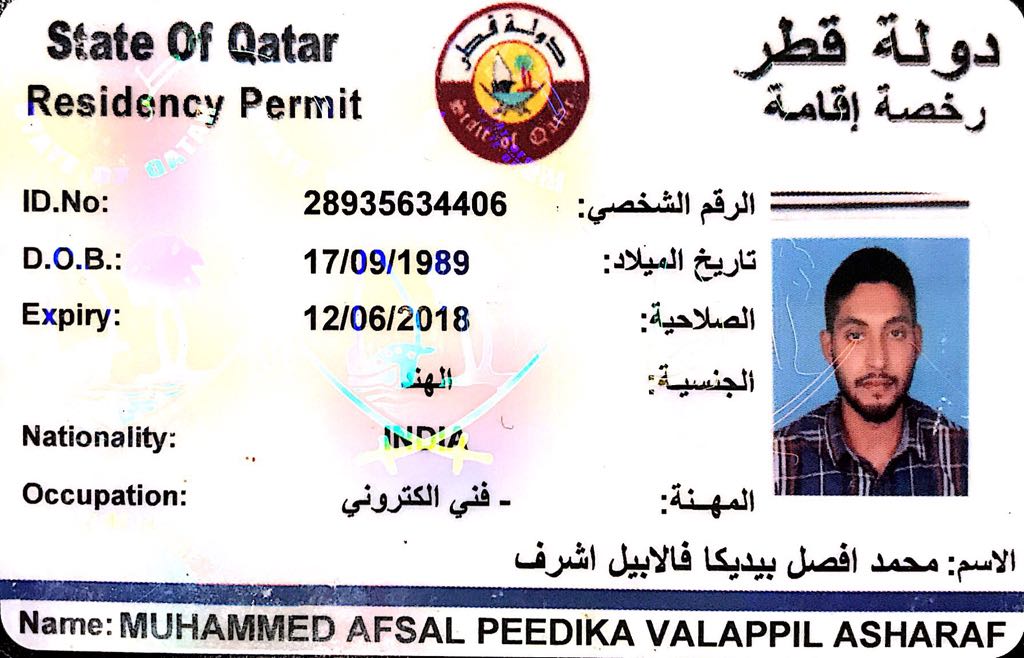 State Of Qatar
دولة قطر
Residency Permit
رخصة إقامة
دولة قطر
State of Qatar
ID.No: 28935634406 الرقم الشخصي:
D.O.B.: 17/09/1989 تاريخ الميلاد:
Expiry: 12/06/2018 الصلاحية:
الهند الجنسية:
Nationality: INDIA
Occupation: - فني الكتروني المهنة:
الاسم: محمد افصل بيديكا فالابيل اشرف
Name: MUHAMMED AFSAL PEEDIKA VALAPPIL ASHARAF